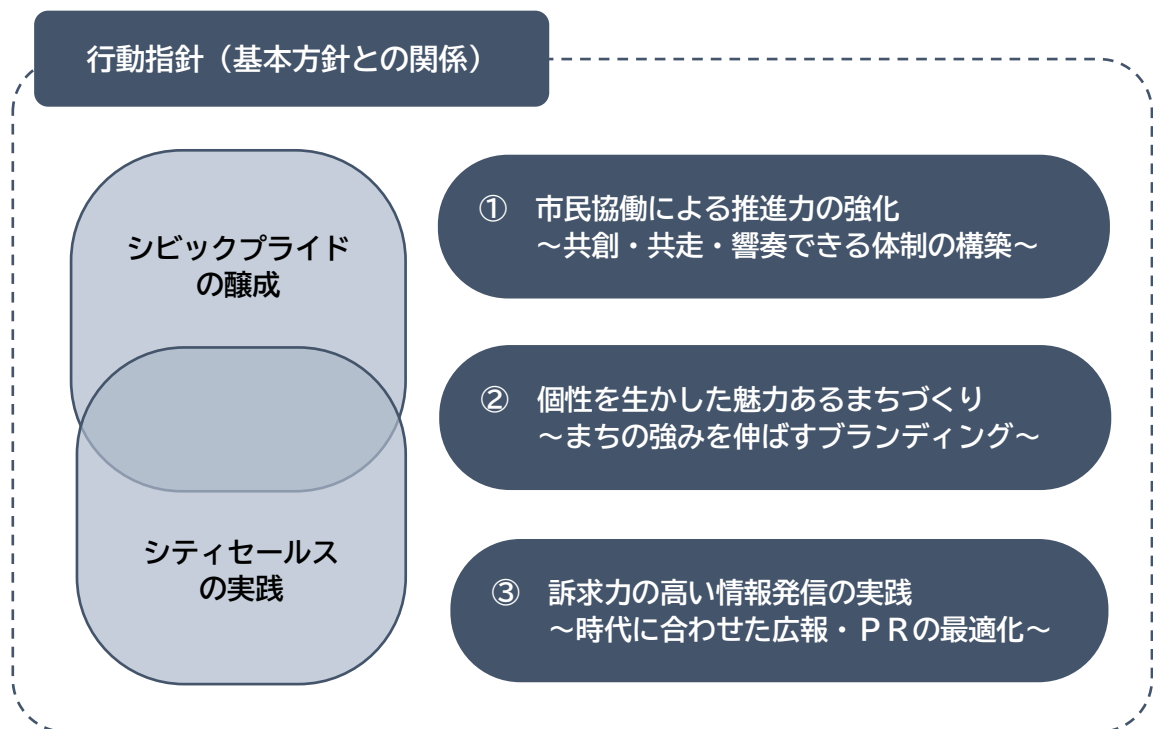 行動指針（基本方針との関係）
シビックプライド
の醸成
シティセールス
の実践
①　市民協働による推進力の強化
～共創・共走・響奏できる体制の構築～
②　個性を生かした魅力あるまちづくり
～まちの強みを伸ばすブランディング～
③　訴求力の高い情報発信の実践
～時代に合わせた広報・ＰＲの最適化～